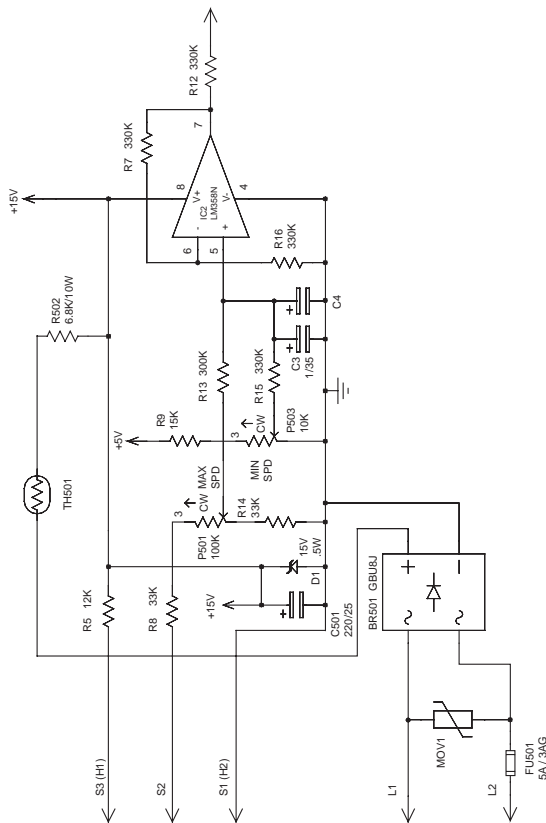 +15V
R502
6.8K/10W
TH501
R7 330K
R12 330K
8
V+
7
IC2
LM358N
6
-
5
+
V-
4
R16
330K
+
C4
+
C3
1/35
R13 300K
R15 330K
+5V
R9
15K
3
CW
P503
10K
MIN
SPD
MAX
SPD
3
CW
P501
100K
R14
33K
R5 12K
R8 33K
+15V
15V
.5W
D1
+
C501
220/25
S3 (H1)
S2
S1 (H2)
BR501 GBU8J
+
-
~
~
MOV1
L1
L2
FU501
5A / 3AG